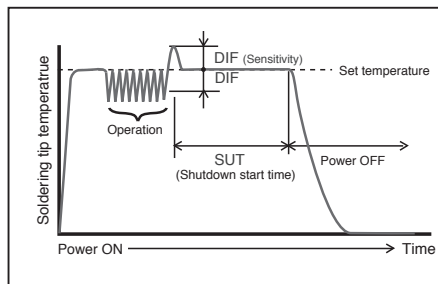 Soldering tip temperatrue
DIF (Sensitivity)
DIF
Set temperature
Operation
SUT
(Shutdown start time)
Power OFF
Power ON
Time